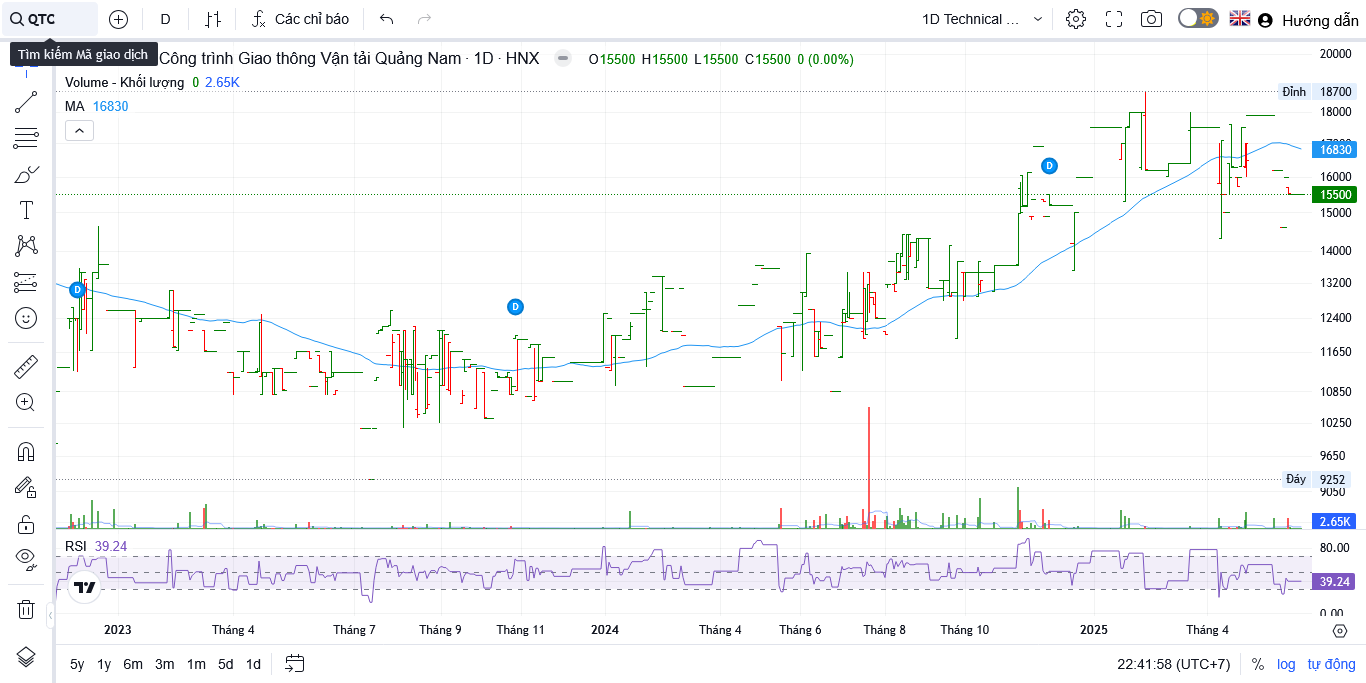 QTC
D
Các chỉ báo
1D Technical ...
Hướng dẫn
Tìm kiếm Mã giao dịch
Công trình Giao thông Vận tải Quảng Nam · 1D · HNX
O15500 H15500 L15500 C15500 0 (0.00%)
Volume - Khối lượng 0 2.65K
MA 16830
20000
Đỉnh 18700
18000
16830
16000
15500
15000
14000
13200
12400
11650
10850
10250
9650
Đáy 9252
9050
2.65K
D
D
D
RSI 39.24
80.00
39.24
0.00
2023 Tháng 4 Tháng 7 Tháng 9 Tháng 11 2024 Tháng 4 Tháng 6 Tháng 8 Tháng 10 2025 Tháng 4
5y 1y 6m 3m 1m 5d 1d
22:41:58 (UTC+7) % log tự động